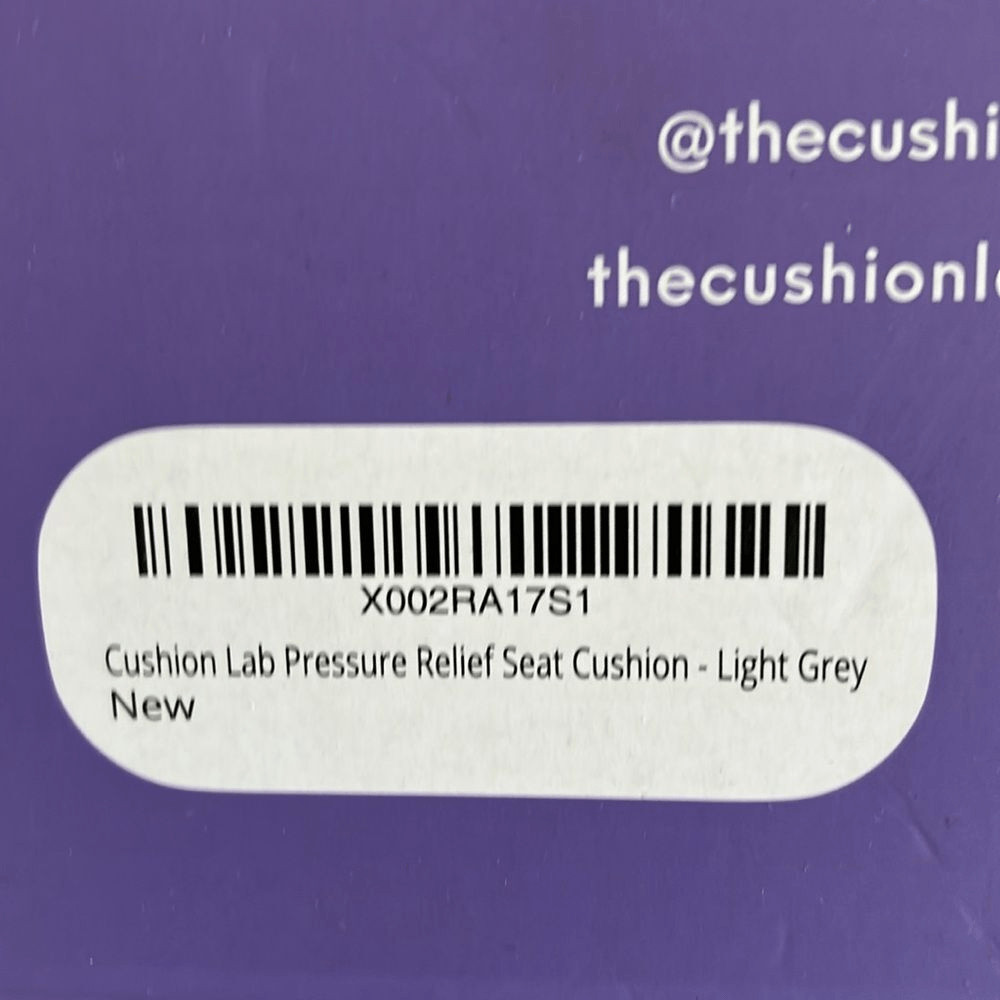 @thecushi
thecushionl
X002RA17S1
Cushion Lab Pressure Relief Seat Cushion - Light Grey
New